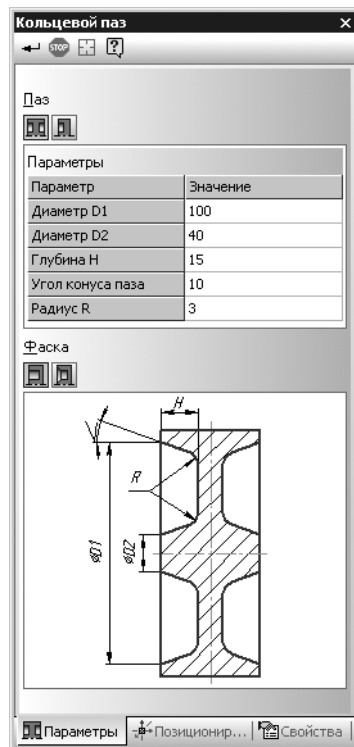 Кольцевой паз
STOP
Паз
Параметры
Параметр Значение
Диаметр D1 100
Диаметр D2 40
Глубина H 15
Угол конуса паза 10
Радиус R 3
Фаска
H
R
⌀D1
⌀D2
Параметры Позиционир... Свойства